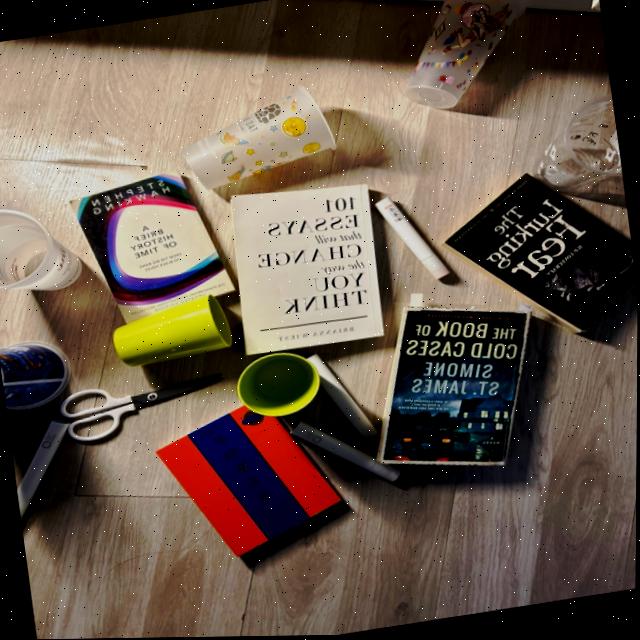 STEPHEN
A
BRIEF
HISTORY
OF TIME
101
ESSAYS
that will
CHANGE
the way
YOU
THINK
BRIANNA WIEST
The
Lurking
Fear
THE BOOK OF
COLD CASES
SIMONE
ST JAMES